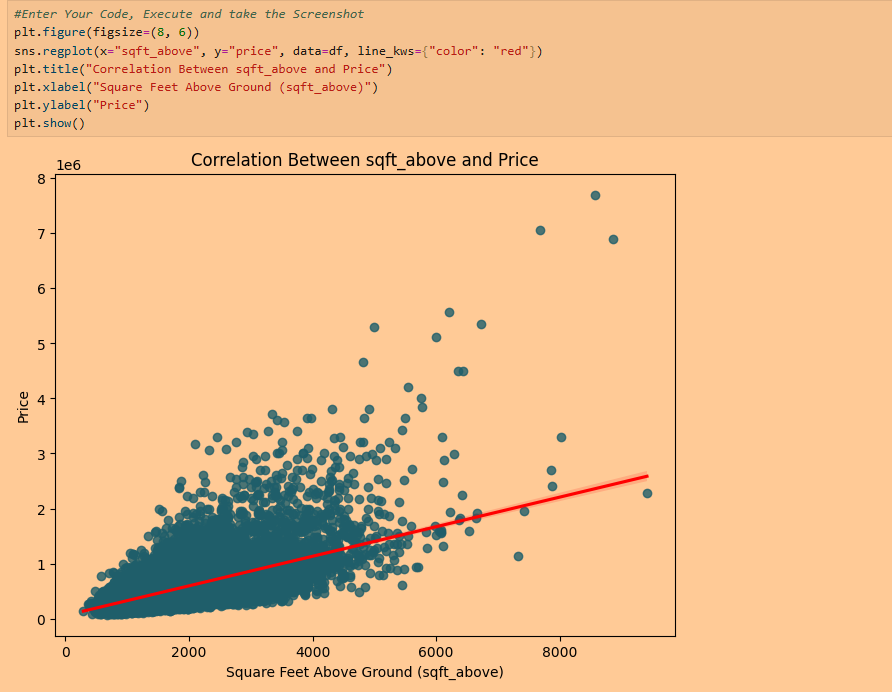 #Enter Your Code, Execute and take the Screenshot
plt.figure(figsize=(8, 6))
sns.regplot(x="sqft_above", y="price", data=df, line_kws={"color": "red"})
plt.title("Correlation Between sqft_above and Price")
plt.xlabel("Square Feet Above Ground (sqft_above)")
plt.ylabel("Price")
plt.show()
Correlation Between sqft_above and Price
1e6
8
7
6
5
4
3
2
1
0
Price
0 2000 4000 6000 8000
Square Feet Above Ground (sqft_above)